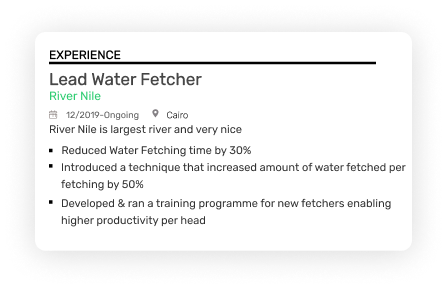 EXPERIENCE
Lead Water Fetcher
River Nile
12/2019-Ongoing Cairo
River Nile is largest river and very nice
Reduced Water Fetching time by 30%
Introduced a technique that increased amount of water fetched per
fetching by 50%
Developed & ran a training programme for new fetchers enabling
higher productivity per head